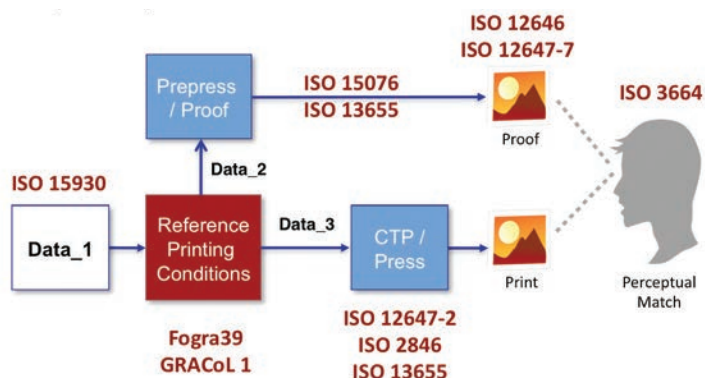 ISO 12646
ISO 12647-7
Prepress
/ Proof
ISO 15076
ISO 13655
ISO 3664
Proof
Data_2
ISO 15930
Data_1
Reference
Printing
Conditions
Data_3
CTP /
Press
Print
Perceptual
Match
Fogra39
GRACoL 1
ISO 12647-2
ISO 2846
ISO 13655